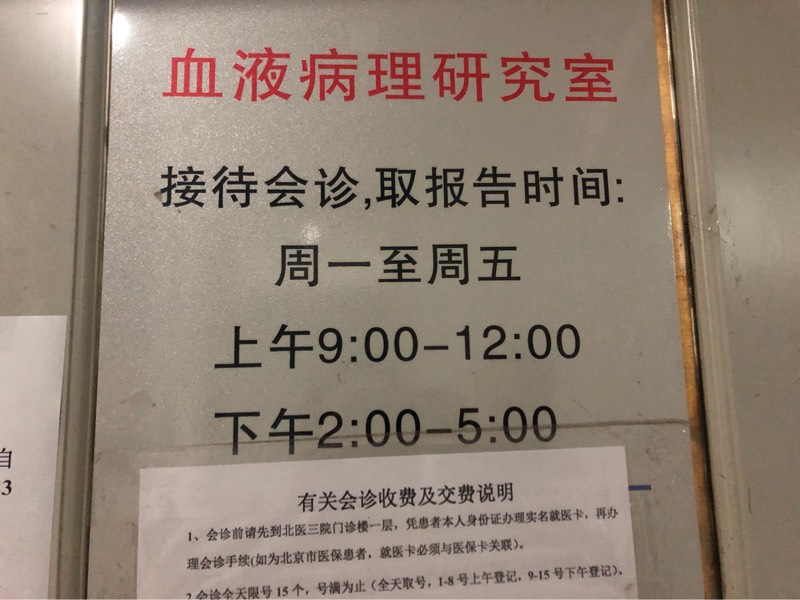 血液病理研究室
接待会诊,取报告时间:
周一至周五
上午9:00-12:00
下午2:00-5:00
有关会诊收费及交费说明
1、会诊前请先到北医三院门诊楼一层，凭患者本人身份证办理实名就医卡，再办
理会诊手续(如为北京市医保患者，就医卡必须与医保卡关联)。
2.会诊全天限号15个，号满为止（全天取号，1-8号上午登记，9-15号下午登记）。
自
3